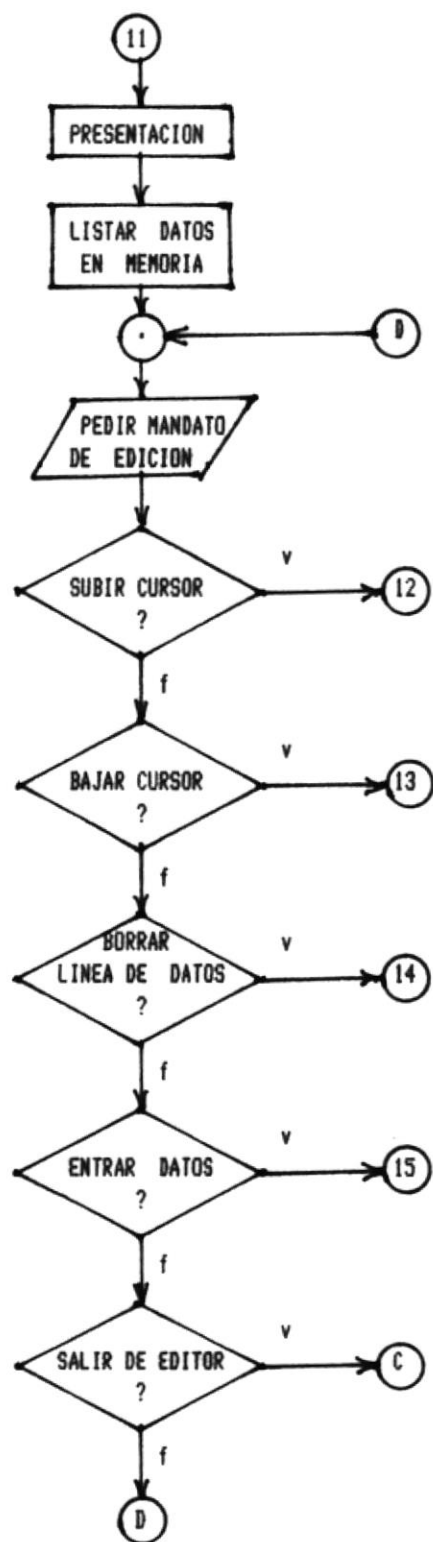 11
PRESENTACION
LISTAR DATOS
EN MEMORIA
.
D
PEDIR MANDATO
DE EDICION
SUBIR CURSOR
?
v
12
f
BAJAR CURSOR
?
v
13
f
BORRAR
LINEA DE DATOS
?
v
14
f
ENTRAR DATOS
?
v
15
f
SALIR DE EDITOR
?
v
C
f
D